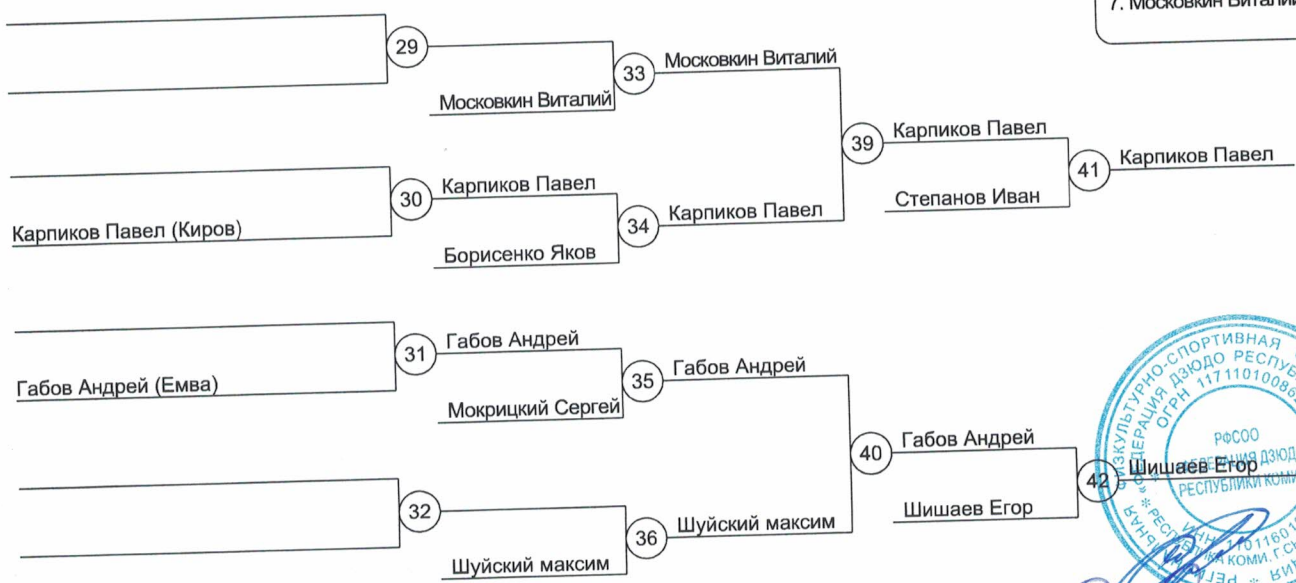 7. Московкин Виталий
29
Московкин Виталий
33
Московкин Виталий
39
Карпиков Павел
41
Карпиков Павел
Степанов Иван
Карпиков Павел (Киров)
30
Карпиков Павел
34
Карпиков Павел
Борисенко Яков
Габов Андрей (Емва)
31
Габов Андрей
35
Габов Андрей
Мокрицкий Сергей
40
Габов Андрей
42
Шишаев Егор
Шишаев Егор
32
36
Шуйский максим
Шуйский максим
РФСОО
РЕСПУБЛИКИ КОМИ